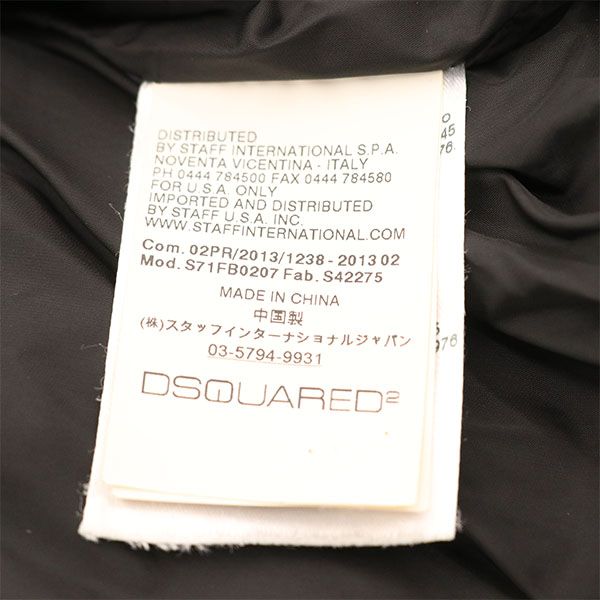 DISTRIBUTED
BY STAFF INTERNATIONAL S.P.A.
NOVENTA VICENTINA - ITALY
PH 0444 784500 FAX 0444 784580
FOR U.S.A. ONLY
IMPORTED AND DISTRIBUTED
BY STAFF U.S.A. INC.
WWW.STAFFINTERNATIONAL.COM
Com. 02PR/2013/1238 - 2013 02
Mod. S71FB0207 Fab. S42275
MADE IN CHINA
中国製
(株)スタッフインターナショナルジャパン
03-5794-9931
DSQUARED2
45
76
976